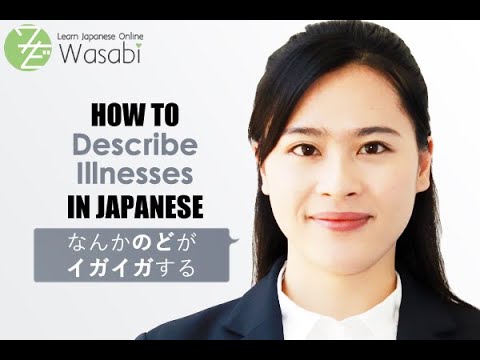 Learn Japanese Online
Wasabi
HOW TO
Describe
Illnesses
IN JAPANESE
なんかのどが
イガイガする